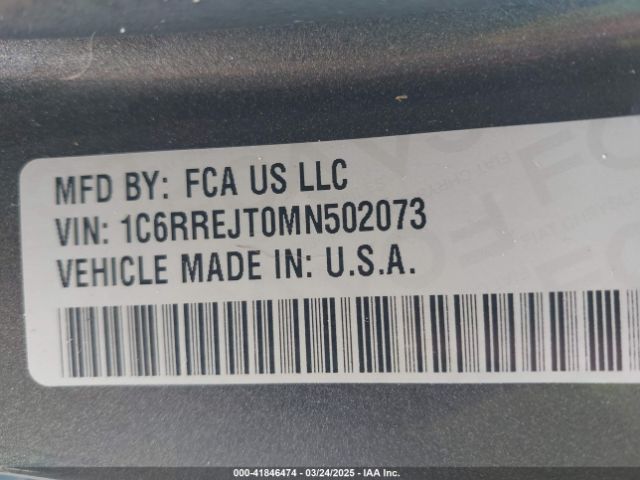 MFD BY: FCA US LLC
VIN: 1C6RREJT0MN502073
VEHICLE MADE IN: U.S.A.
000-41846474 — 03/24/2025 — IAA Inc.